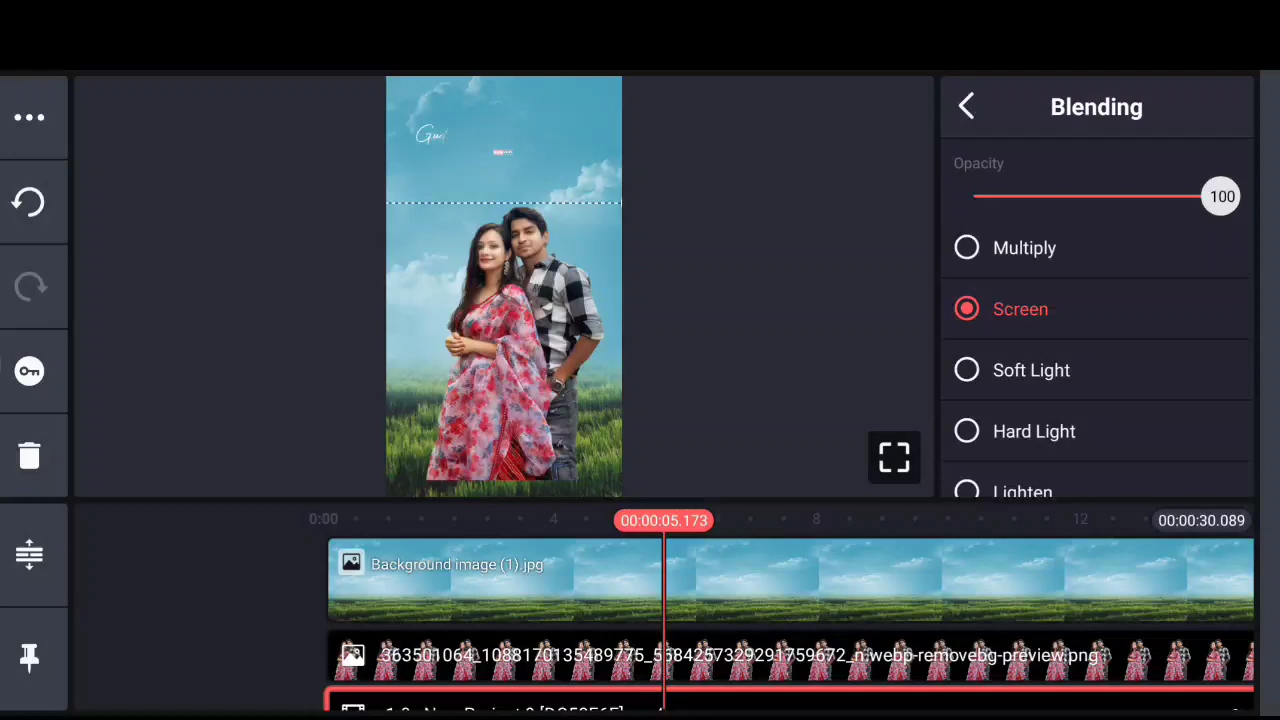 Blending
Opacity
100
Multiply
Screen
Soft Light
Hard Light
Lighten
0:00
4
00:00:05.173
8
12
00:00:30.089
Background image (1).jpg
363501064_1088170135489775_5584257329291759672_n.webp-removebg-preview.png